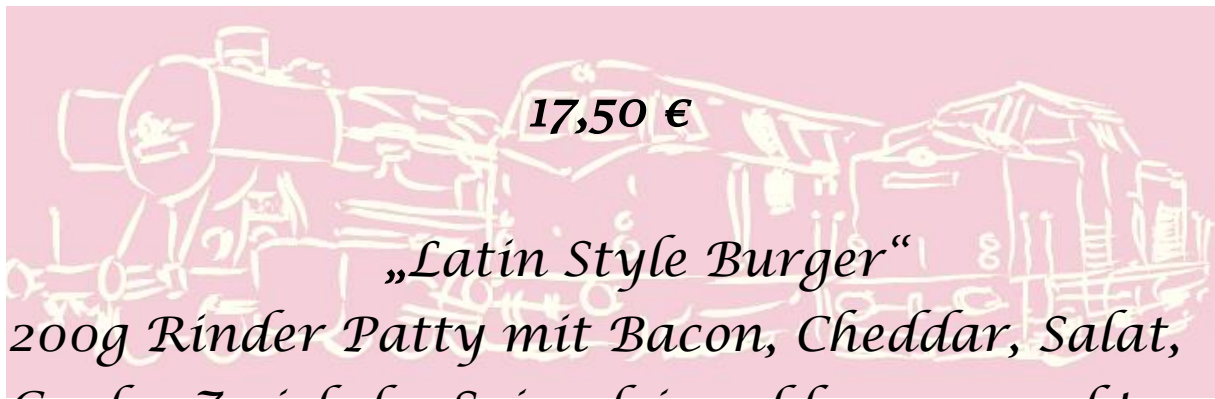 17,50 €
„Latin Style Burger“
200g Rinder Patty mit Bacon, Cheddar, Salat,